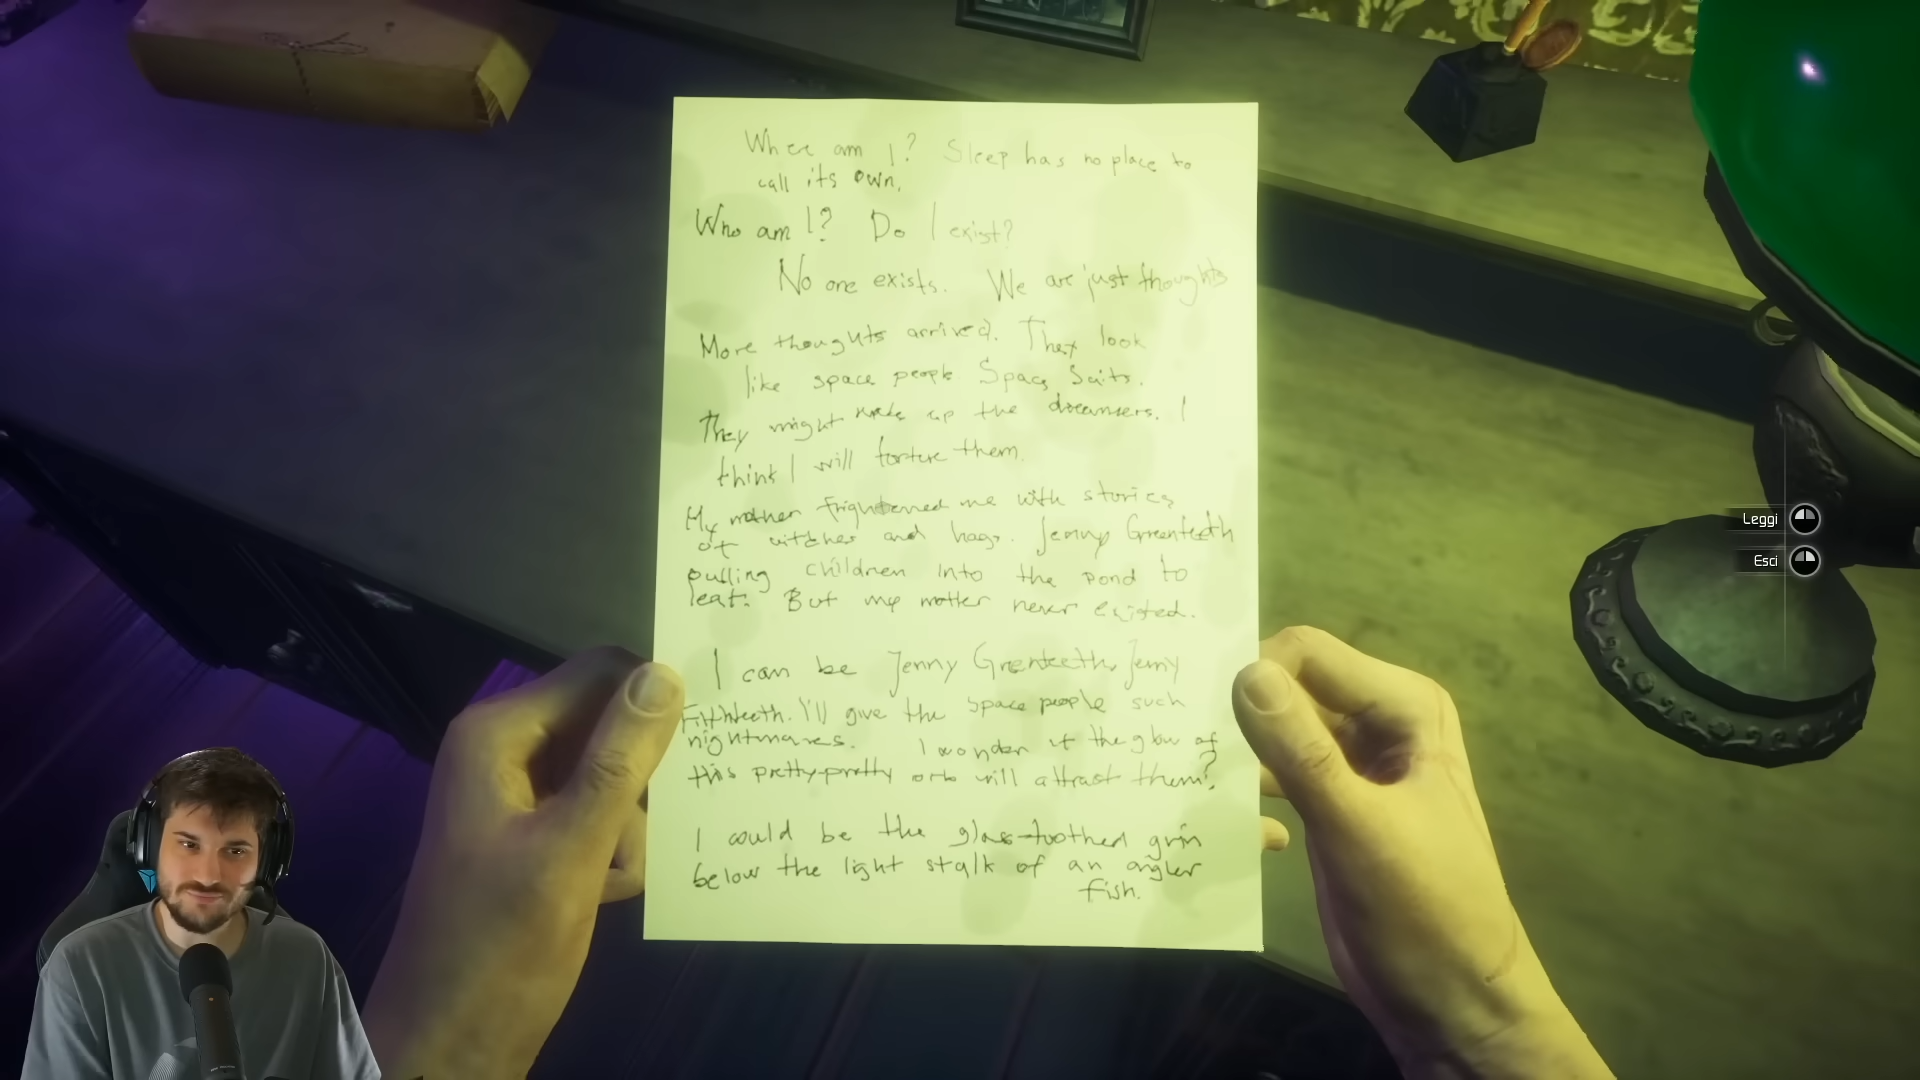 Where am I? Sleep has no place to
call its own.
Who am I? Do I exist?
No one exists. We are just thoughts
More thoughts arrived. They look
like space people Space Suits.
They might wake up the dreamers. I
think I will torture them.
My mother frightened me with stories
of witches and hags. Jenny Greenteeth
pulling children into the pond to
eat. But my mother never existed.
I can be Jenny Greenteeth, Jenny
Filthteeth. I'll give the space people such
nightmares. I wonder if the glow of
this pretty-pretty orb will attrast them?
I could be the glass-toothed grin
below the light stalk of an angler
fish.
Leggi
Esci